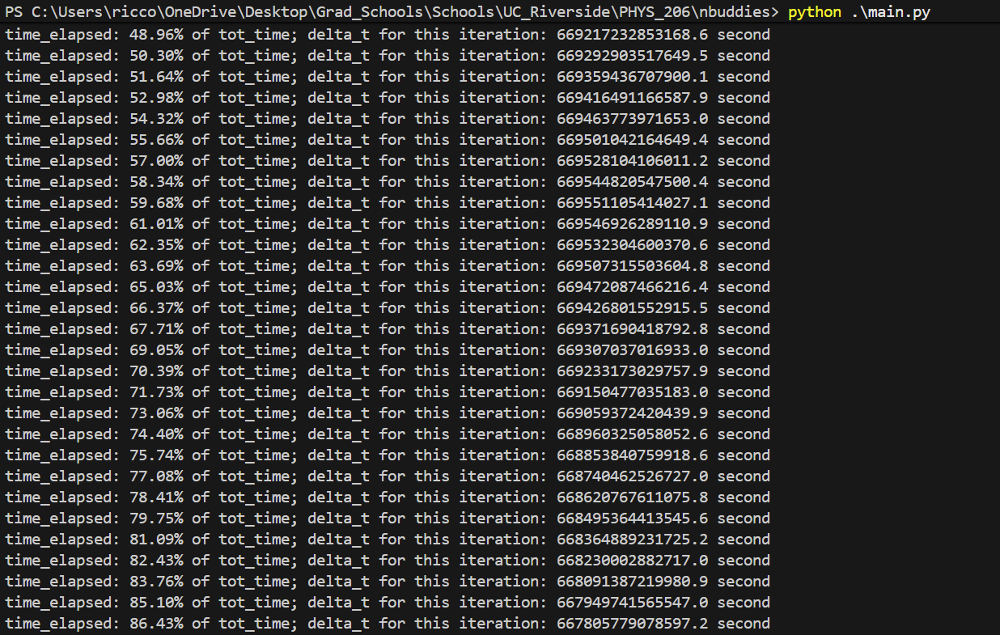 PS C:\Users\ricco\OneDrive\Desktop\Grad_Schools\Schools\UC_Riverside\PHYS_206\nbuddies> python .\main.py
time_elapsed: 48.96% of tot_time; delta_t for this iteration: 669217232853168.6 second
time_elapsed: 50.30% of tot_time; delta_t for this iteration: 669292903517649.5 second
time_elapsed: 51.64% of tot_time; delta_t for this iteration: 669359436707900.1 second
time_elapsed: 52.98% of tot_time; delta_t for this iteration: 669416491166587.9 second
time_elapsed: 54.32% of tot_time; delta_t for this iteration: 669463773971653.0 second
time_elapsed: 55.66% of tot_time; delta_t for this iteration: 669501042164649.4 second
time_elapsed: 57.00% of tot_time; delta_t for this iteration: 669528104106011.2 second
time_elapsed: 58.34% of tot_time; delta_t for this iteration: 669544820547500.4 second
time_elapsed: 59.68% of tot_time; delta_t for this iteration: 669551105414027.1 second
time_elapsed: 61.01% of tot_time; delta_t for this iteration: 669546926289110.9 second
time_elapsed: 62.35% of tot_time; delta_t for this iteration: 669532304600370.6 second
time_elapsed: 63.69% of tot_time; delta_t for this iteration: 669507315503604.8 second
time_elapsed: 65.03% of tot_time; delta_t for this iteration: 669472087466216.4 second
time_elapsed: 66.37% of tot_time; delta_t for this iteration: 669426801552915.5 second
time_elapsed: 67.71% of tot_time; delta_t for this iteration: 669371690418792.8 second
time_elapsed: 69.05% of tot_time; delta_t for this iteration: 669307037016933.0 second
time_elapsed: 70.39% of tot_time; delta_t for this iteration: 669233173029757.9 second
time_elapsed: 71.73% of tot_time; delta_t for this iteration: 669150477035183.0 second
time_elapsed: 73.06% of tot_time; delta_t for this iteration: 669059372420439.9 second
time_elapsed: 74.40% of tot_time; delta_t for this iteration: 668960325058052.6 second
time_elapsed: 75.74% of tot_time; delta_t for this iteration: 668853840759918.6 second
time_elapsed: 77.08% of tot_time; delta_t for this iteration: 668740462526727.0 second
time_elapsed: 78.41% of tot_time; delta_t for this iteration: 668620767611075.8 second
time_elapsed: 79.75% of tot_time; delta_t for this iteration: 668495364413545.6 second
time_elapsed: 81.09% of tot_time; delta_t for this iteration: 668364889231725.2 second
time_elapsed: 82.43% of tot_time; delta_t for this iteration: 668230002882717.0 second
time_elapsed: 83.76% of tot_time; delta_t for this iteration: 668091387219980.9 second
time_elapsed: 85.10% of tot_time; delta_t for this iteration: 667949741565547.0 second
time_elapsed: 86.43% of tot_time; delta_t for this iteration: 667805779078597.2 second